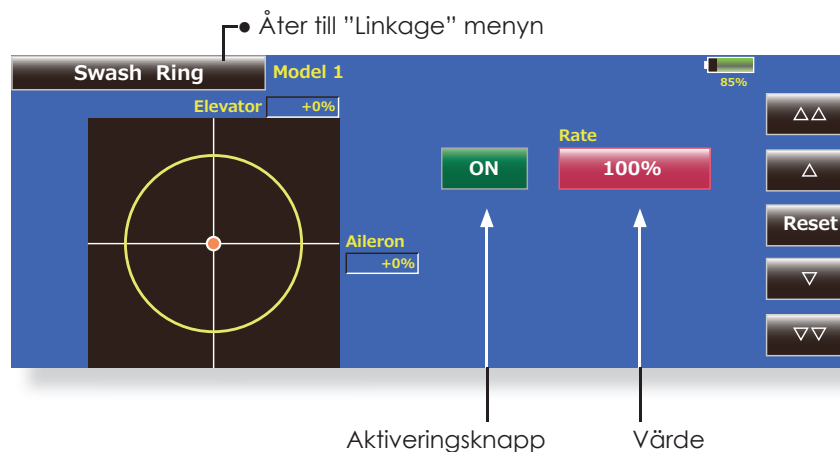 Åter till ”Linkage” menyn
Swash Ring
Model 1
85%
Elevator +0%
Rate
ON
100%
Reset
Aileron
+0%
Aktiveringsknapp
Värde